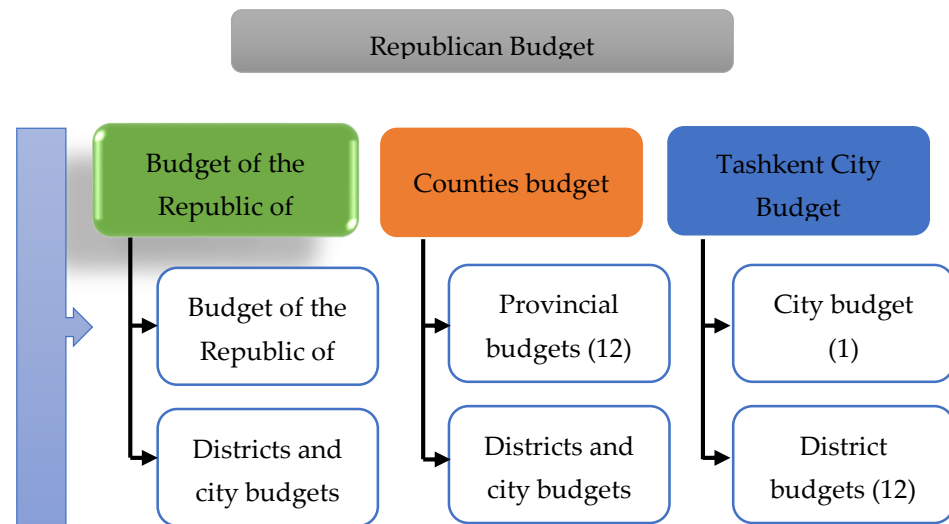 Republican Budget
Budget of the
Republic of
Counties budget
Tashkent City
Budget
Budget of the
Republic of
Provincial
budgets (12)
City budget
(1)
Districts and
city budgets
Districts and
city budgets
District
budgets (12)